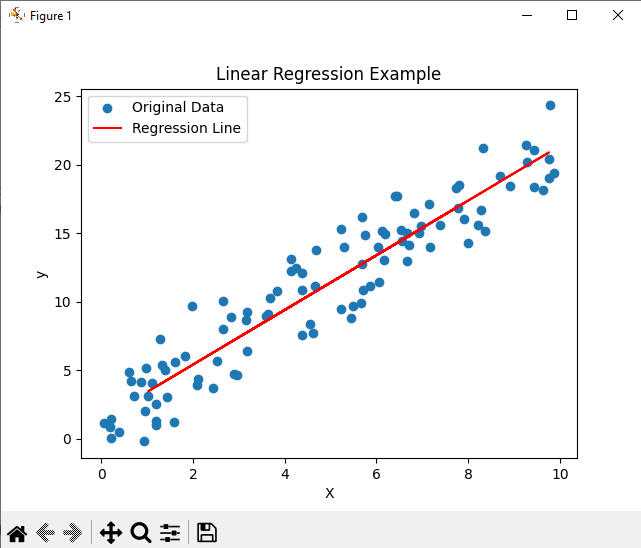 Figure 1
Linear Regression Example
Original Data
Regression Line
25
20
15
10
5
0
y
0 2 4 6 8 10
X